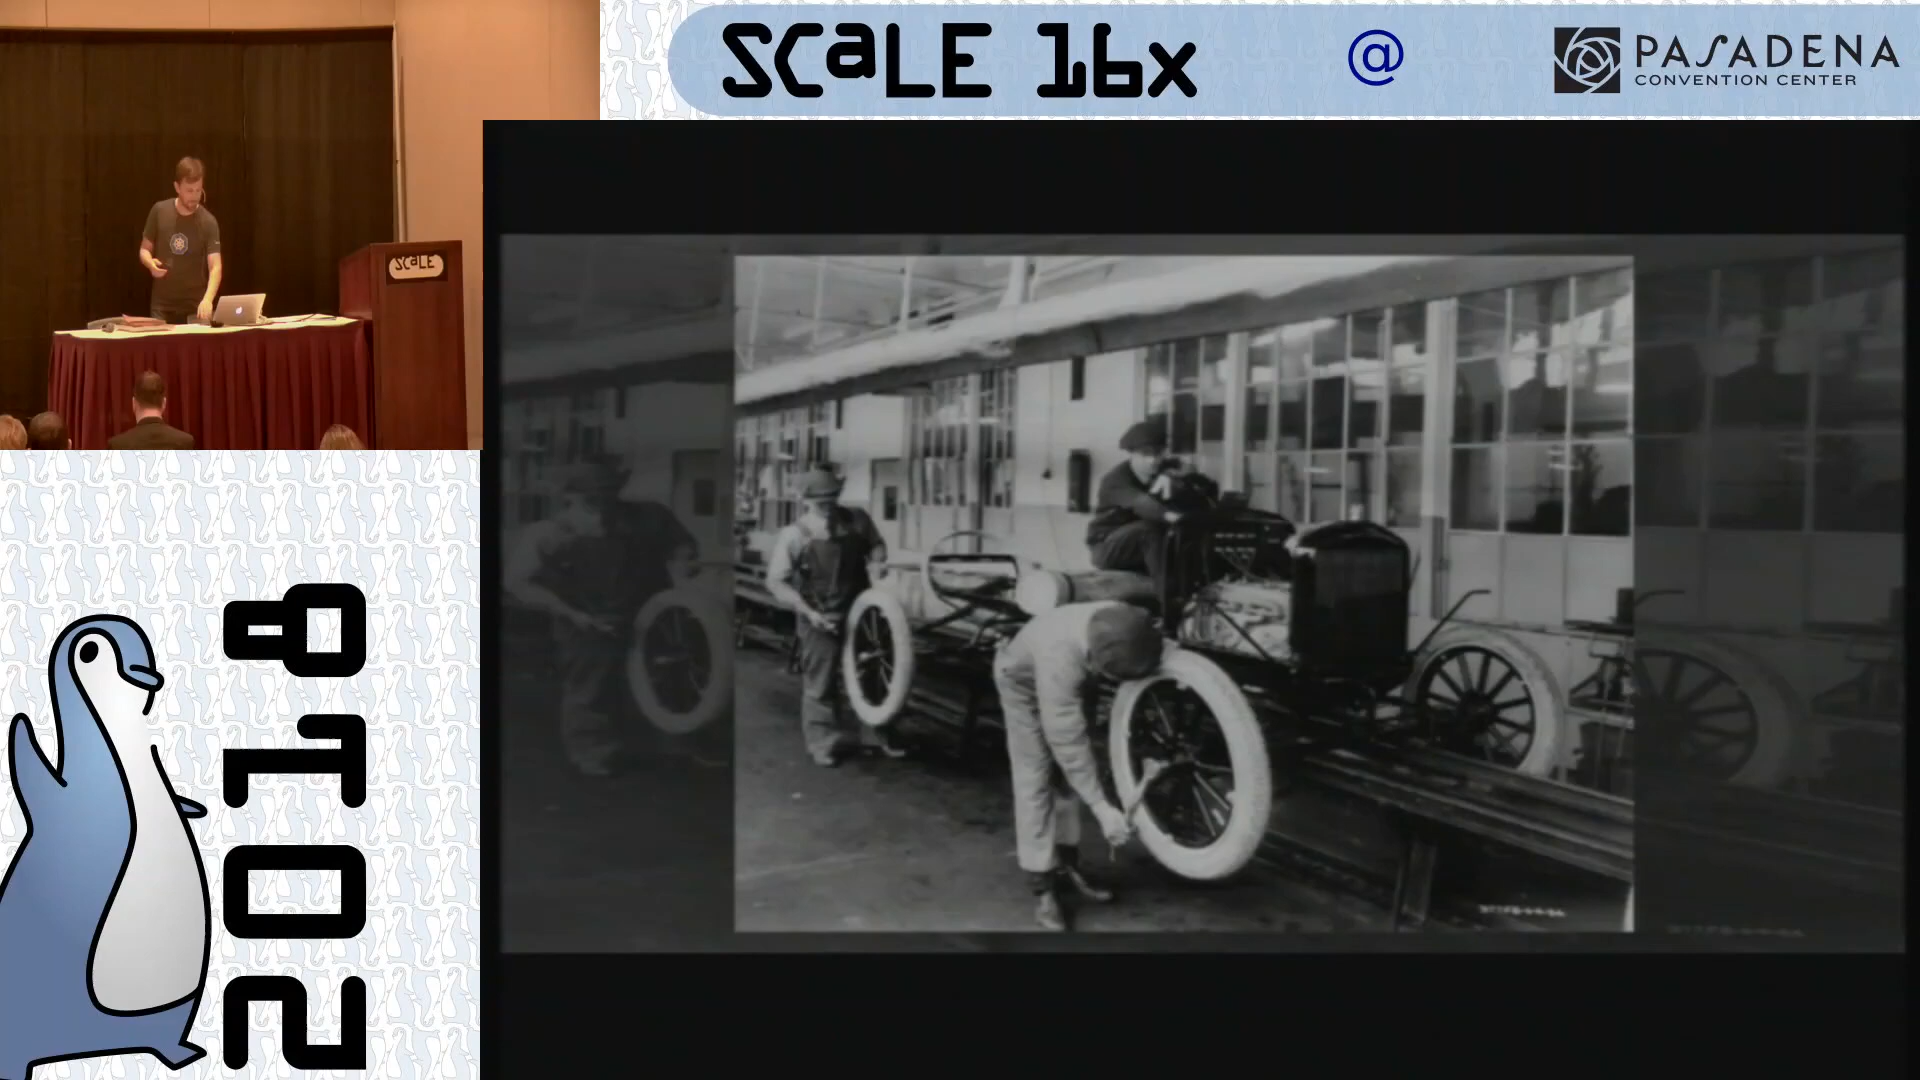 SCaLE 16x
@
PASADENA
CONVENTION CENTER
SCaLE
2018